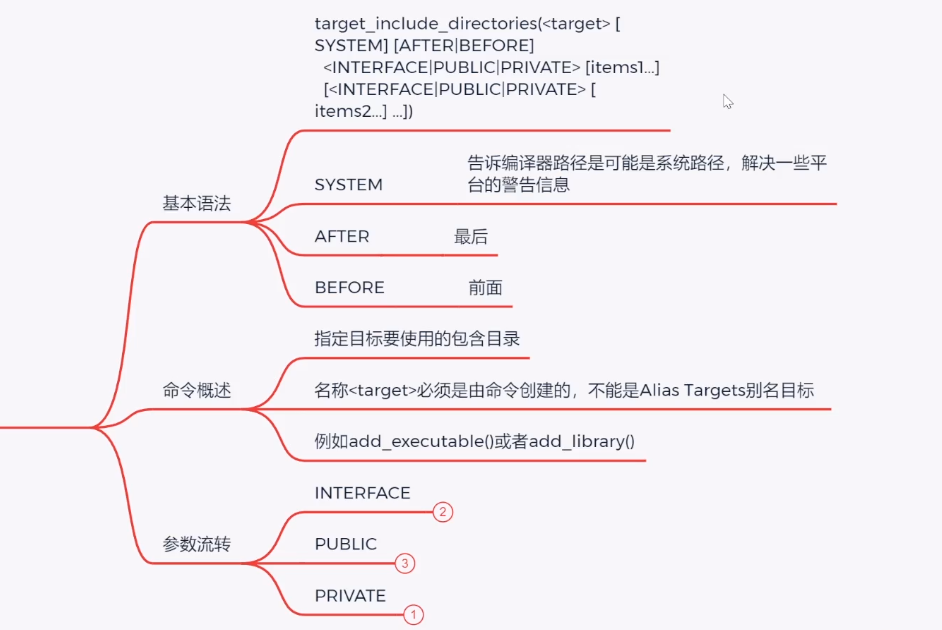 target_include_directories(<target> [
SYSTEM] [AFTER|BEFORE]
<INTERFACE|PUBLIC|PRIVATE> [items1...]
[<INTERFACE|PUBLIC|PRIVATE> [
items2...] ...])
基本语法
SYSTEM
告诉编译器路径是可能是系统路径，解决一些平
台的警告信息
AFTER 最后
BEFORE 前面
命令概述
指定目标要使用的包含目录
名称<target>必须是由命令创建的，不能是Alias Targets别名目标
例如add_executable()或者add_library()
参数流转
INTERFACE 2
PUBLIC 3
PRIVATE 1